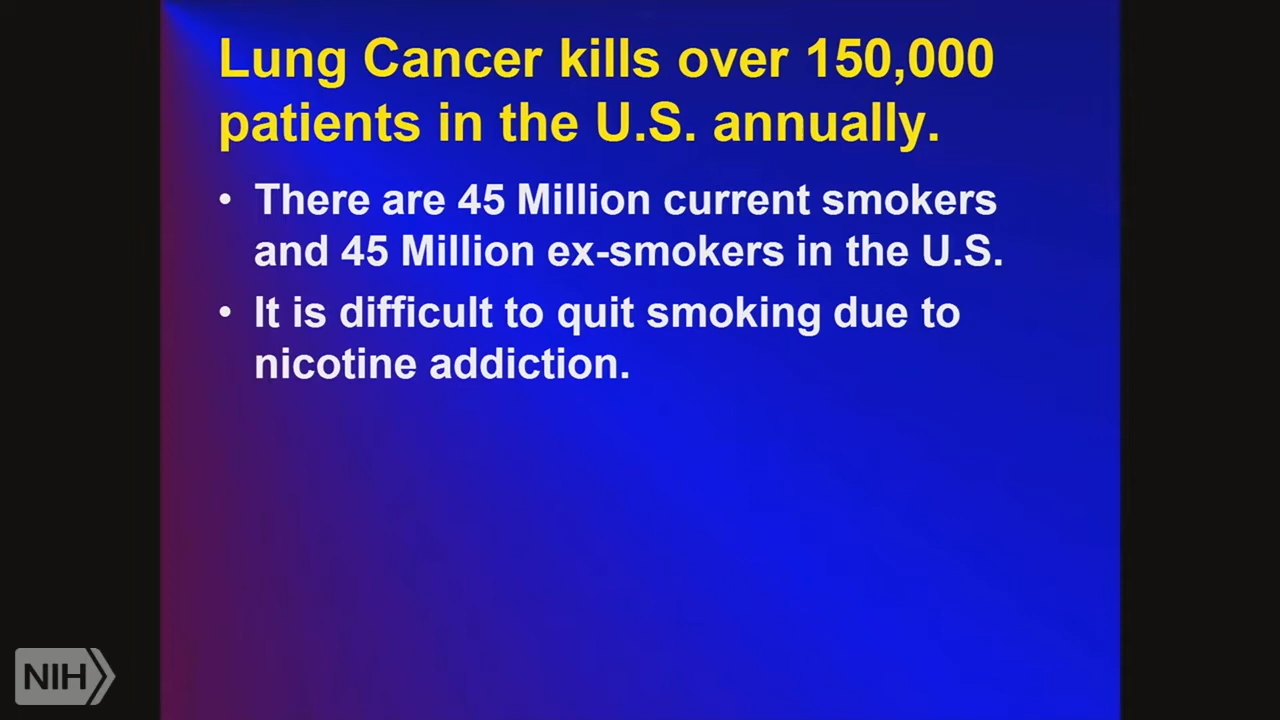 Lung Cancer kills over 150,000
patients in the U.S. annually.
• There are 45 Million current smokers
and 45 Million ex-smokers in the U.S.
• It is difficult to quit smoking due to
nicotine addiction.
NIH